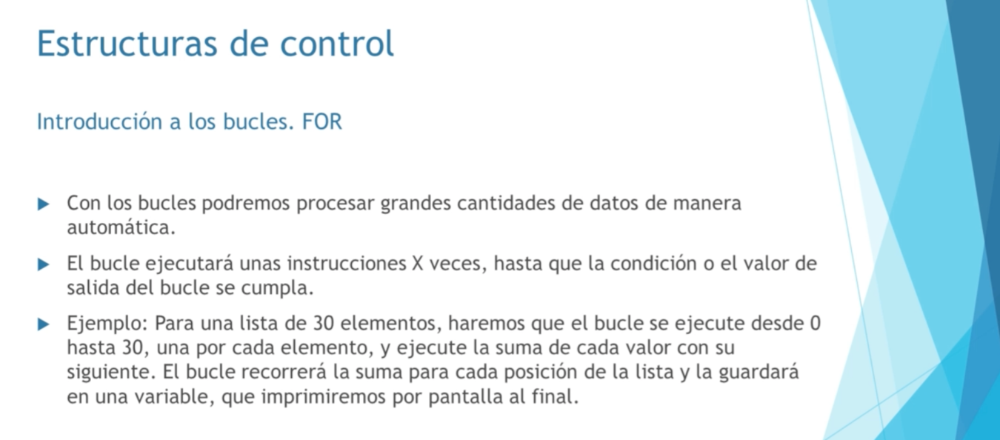 Estructuras de control
Introducción a los bucles. FOR
Con los bucles podremos procesar grandes cantidades de datos de manera
automática.
El bucle ejecutará unas instrucciones X veces, hasta que la condición o el valor de
salida del bucle se cumpla.
Ejemplo: Para una lista de 30 elementos, haremos que el bucle se ejecute desde 0
hasta 30, una por cada elemento, y ejecute la suma de cada valor con su
siguiente. El bucle recorrerá la suma para cada posición de la lista y la guardará
en una variable, que imprimiremos por pantalla al final.